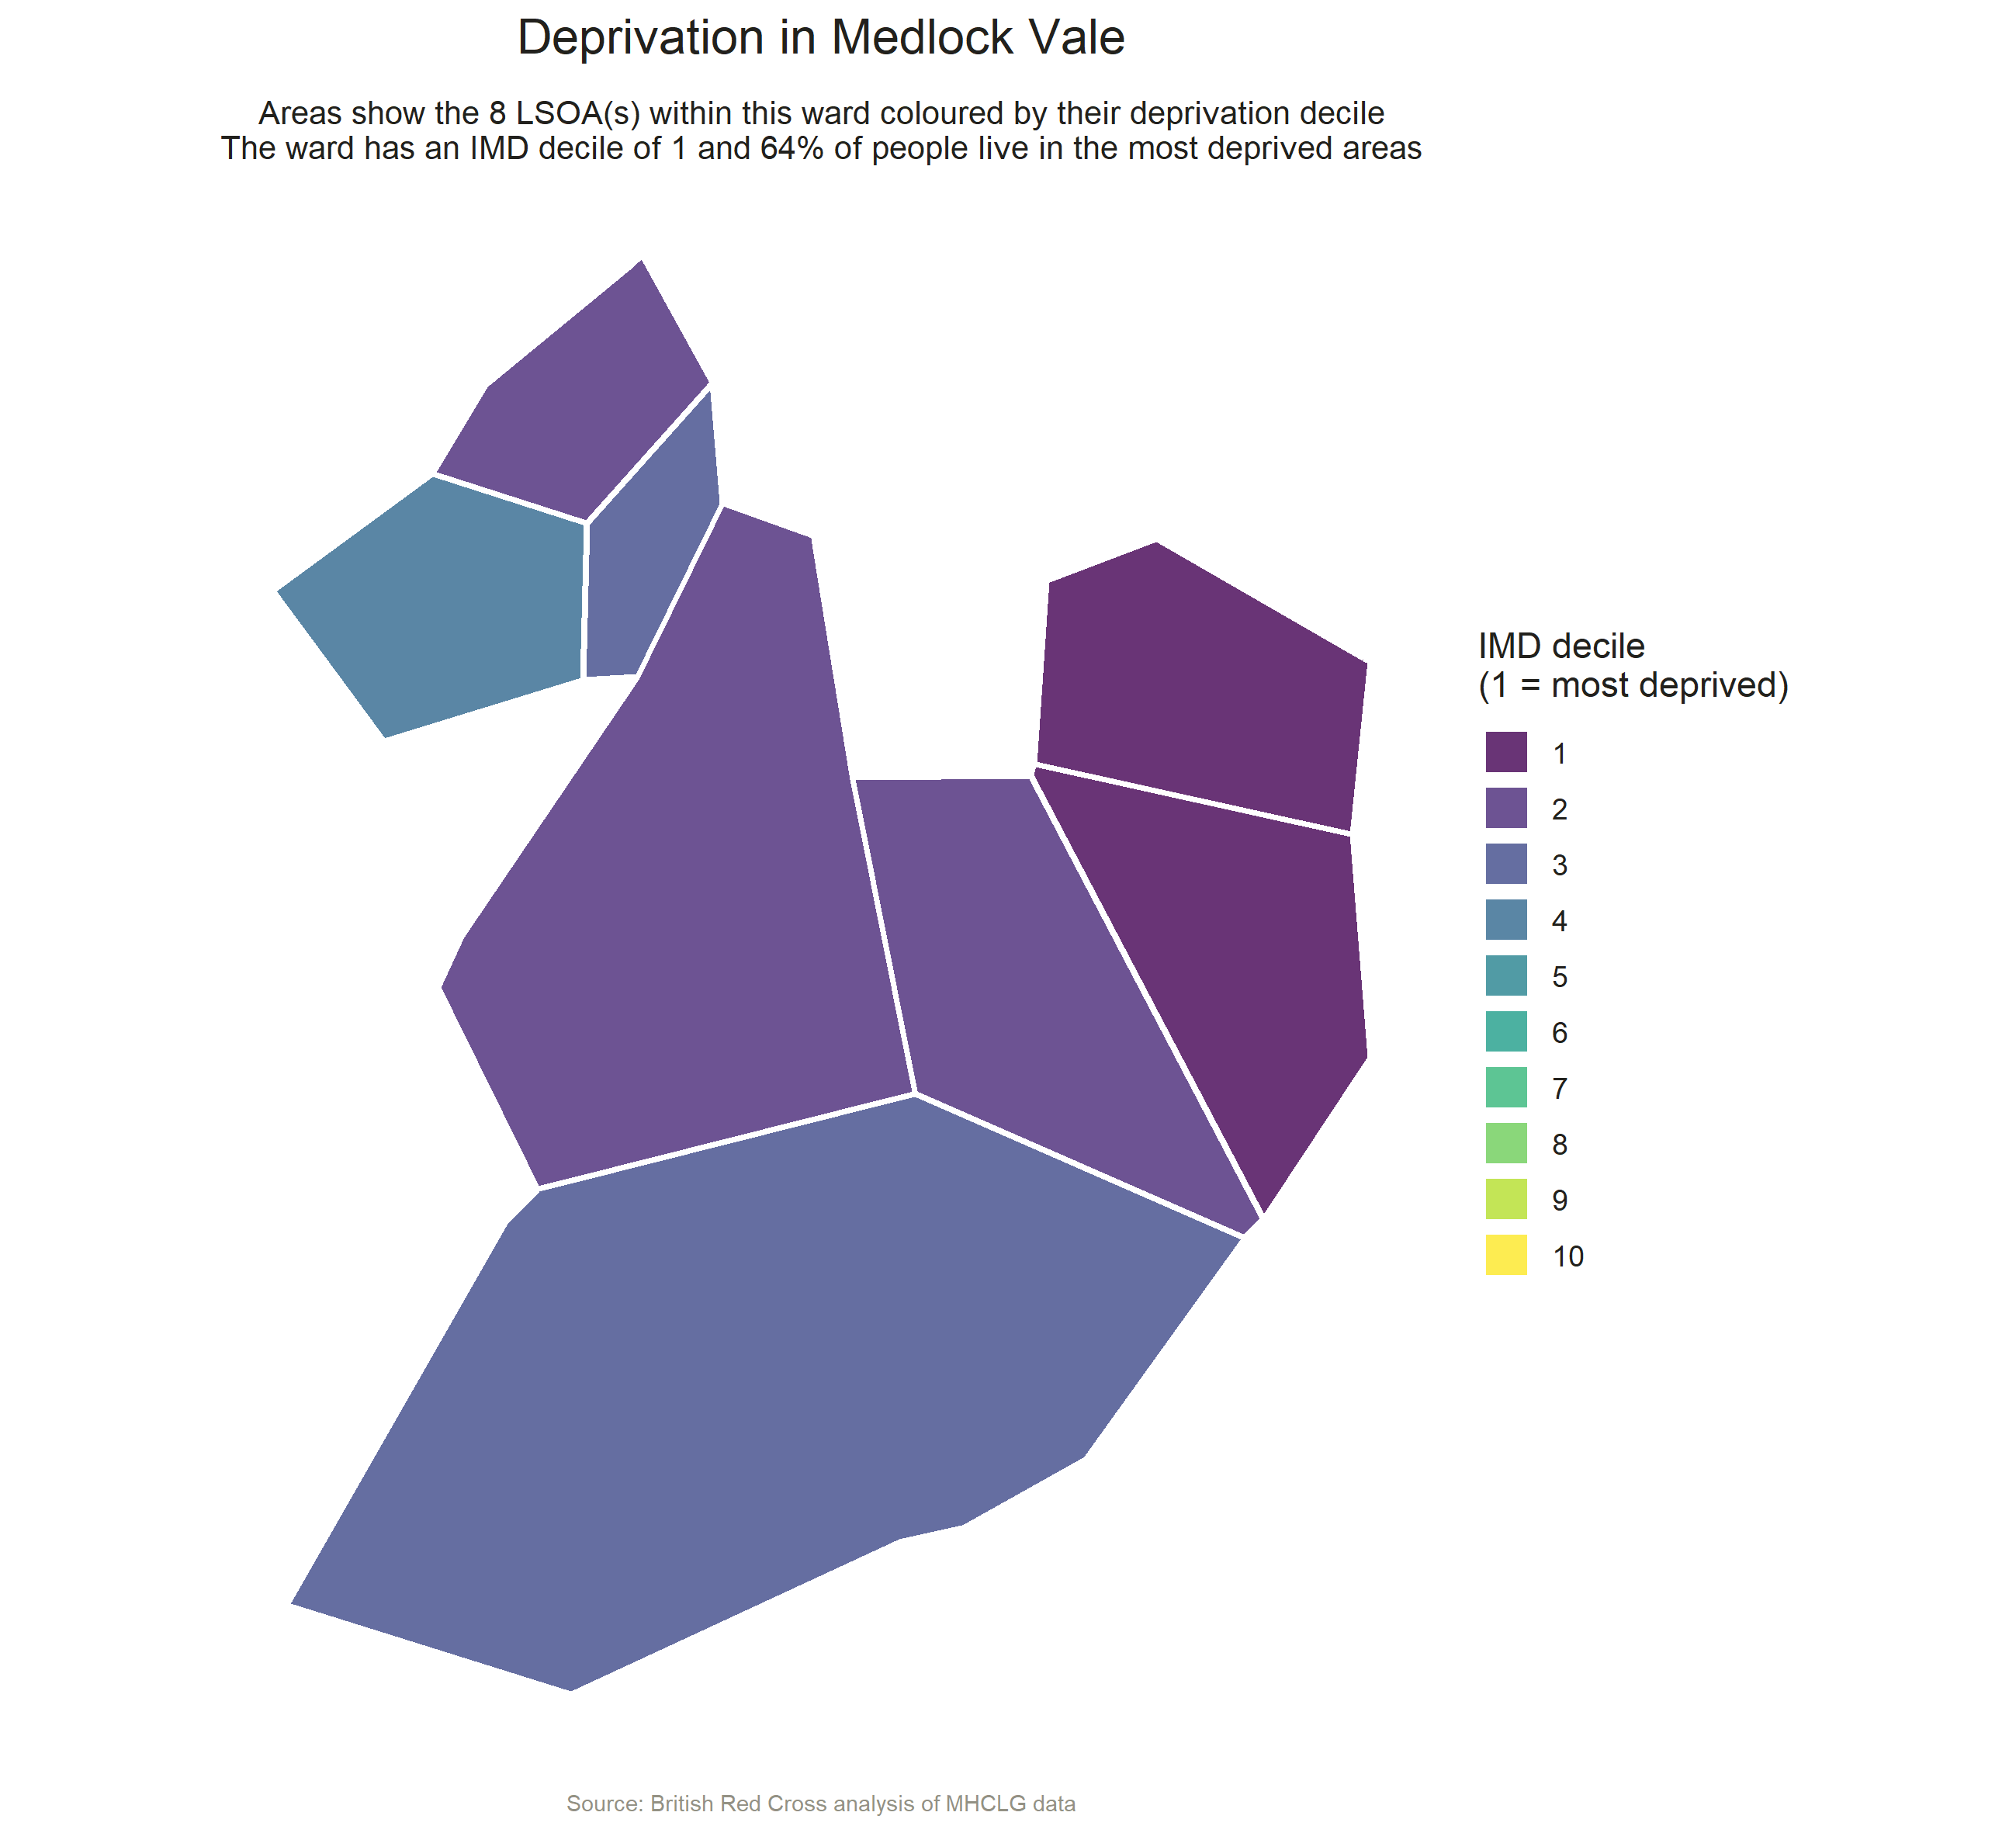 Deprivation in Medlock Vale
Areas show the 8 LSOA(s) within this ward coloured by their deprivation decile
The ward has an IMD decile of 1 and 64% of people live in the most deprived areas
IMD decile
(1 = most deprived)
1
2
3
4
5
6
7
8
9
10
Source: British Red Cross analysis of MHCLG data